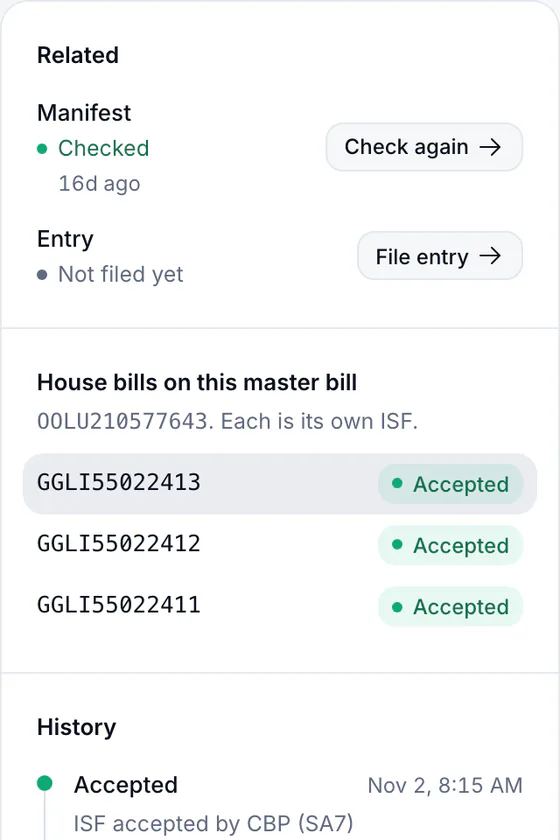 Related
Manifest
Checked
16d ago
Check again →
Entry
Not filed yet
File entry →
House bills on this master bill
OOLU210577643. Each is its own ISF.
GGLI55022413 Accepted
GGLI55022412 Accepted
GGLI55022411 Accepted
History
Accepted Nov 2, 8:15 AM
ISF accepted by CBP (SA7)